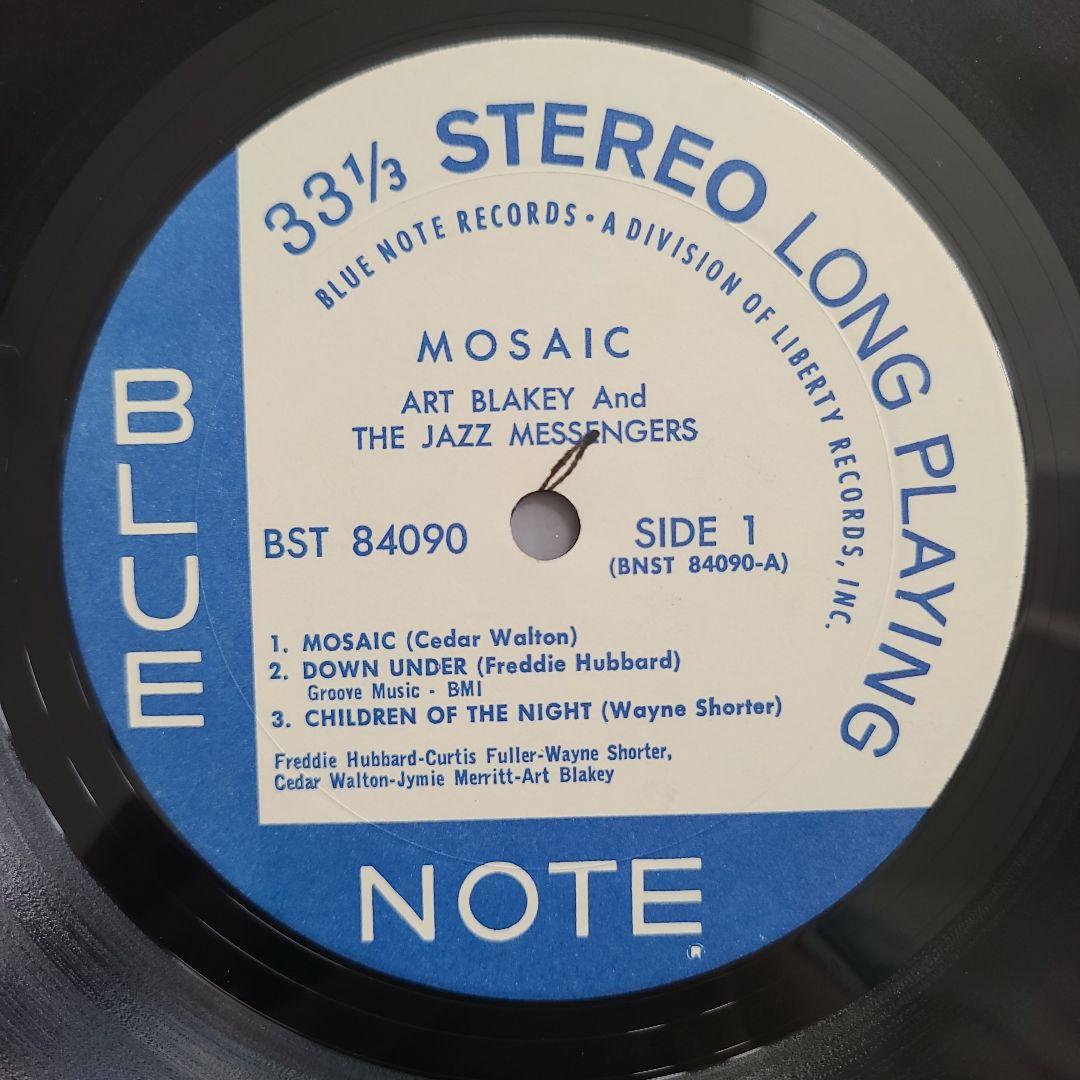 33⅓ STEREO LONG PLAYING
BLUE NOTE RECORDS • A DIVISION OF LIBERTY RECORDS, INC.
MOSAIC
ART BLAKEY And
THE JAZZ MESSENGERS
BST 84090
SIDE 1
(BNST 84090-A)
1. MOSAIC (Cedar Walton)
2. DOWN UNDER (Freddie Hubbard)
Groove Music - BMI
3. CHILDREN OF THE NIGHT (Wayne Shorter)
Freddie Hubbard-Curtis Fuller-Wayne Shorter,
Cedar Walton-Jymie Merritt-Art Blakey
BLUE
NOTE
®